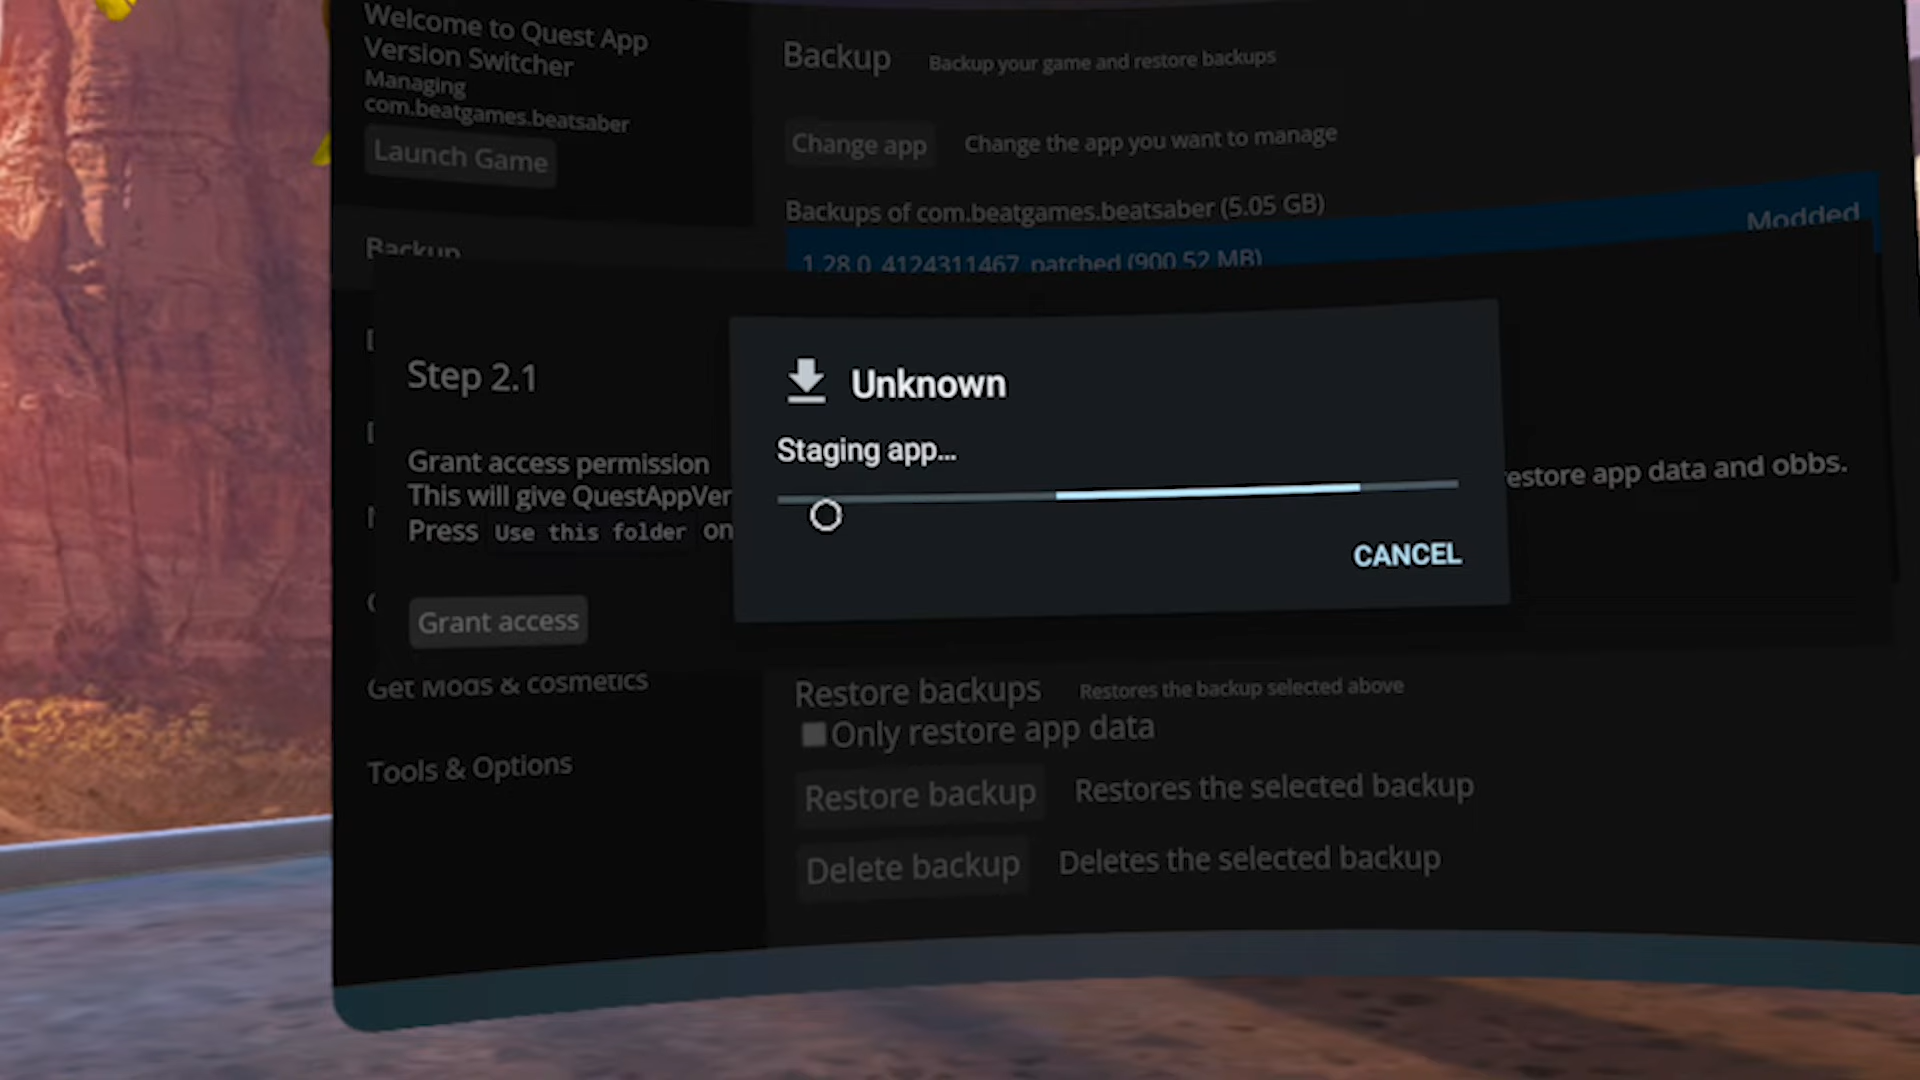 Welcome to Quest App
Version Switcher
Managing
com.beatgames.beatsaber
Launch Game
Backup
Get Mods & cosmetics
Tools & Options
Backup Backup your game and restore backups
Change app Change the app you want to manage
Backups of com.beatgames.beatsaber (5.05 GB)
Modded
1.28.0_4124311467_patched (900.52 MB)
Step 2.1
Grant access permission
This will give QuestAppVer
restore app data and obbs.
Press Use this folder on
Grant access
Unknown
Staging app...
CANCEL
Restore backups Restores the backup selected above
Only restore app data
Restore backup Restores the selected backup
Delete backup Deletes the selected backup